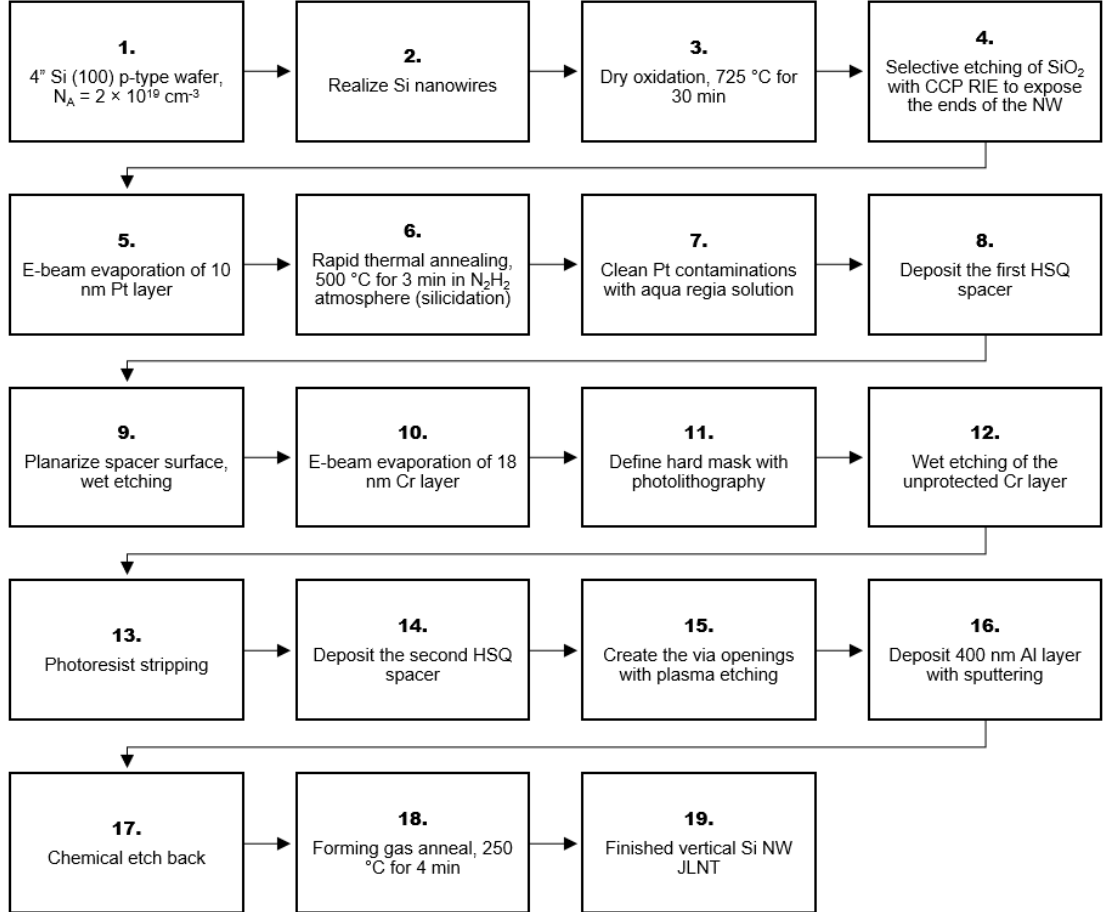 1.
4” Si (100) p-type wafer,
N_A = 2 × 10¹⁹ cm⁻³
2.
Realize Si nanowires
3.
Dry oxidation, 725 °C for
30 min
4.
Selective etching of SiO₂
with CCP RIE to expose
the ends of the NW
5.
E-beam evaporation of 10
nm Pt layer
6.
Rapid thermal annealing,
500 °C for 3 min in N₂H₂
atmosphere (silicidation)
7.
Clean Pt contaminations
with aqua regia solution
8.
Deposit the first HSQ
spacer
9.
Planarize spacer surface,
wet etching
10.
E-beam evaporation of 18
nm Cr layer
11.
Define hard mask with
photolithography
12.
Wet etching of the
unprotected Cr layer
13.
Photoresist stripping
14.
Deposit the second HSQ
spacer
15.
Create the via openings
with plasma etching
16.
Deposit 400 nm Al layer
with sputtering
17.
Chemical etch back
18.
Forming gas anneal, 250
°C for 4 min
19.
Finished vertical Si NW
JLNT